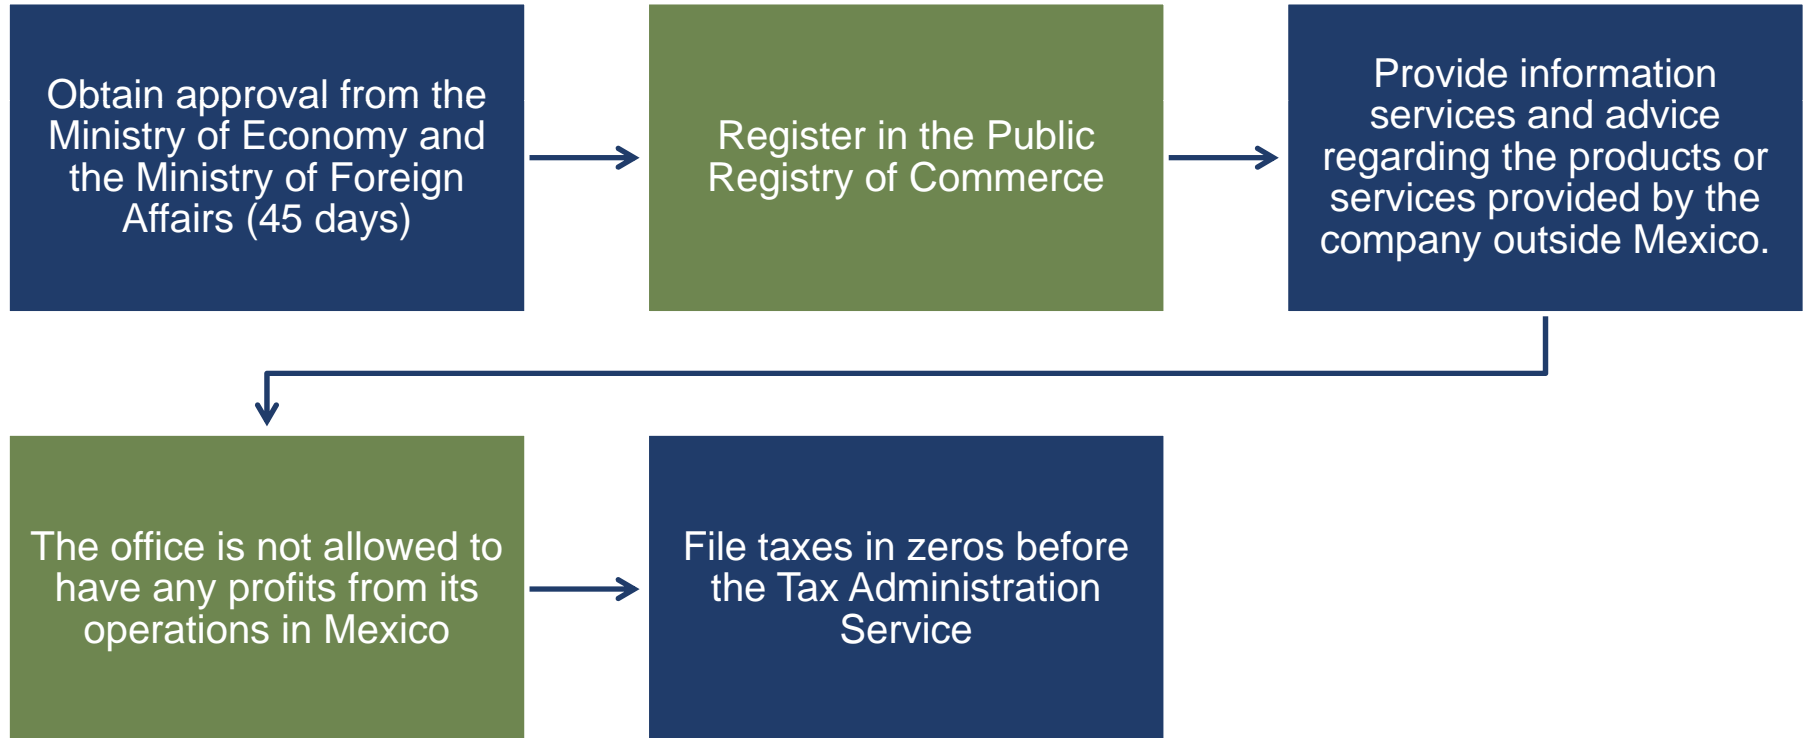 Obtain approval from the
Ministry of Economy and
the Ministry of Foreign
Affairs (45 days)
Register in the Public
Registry of Commerce
Provide information
services and advice
regarding the products or
services provided by the
company outside Mexico.
The office is not allowed to
have any profits from its
operations in Mexico
File taxes in zeros before
the Tax Administration
Service